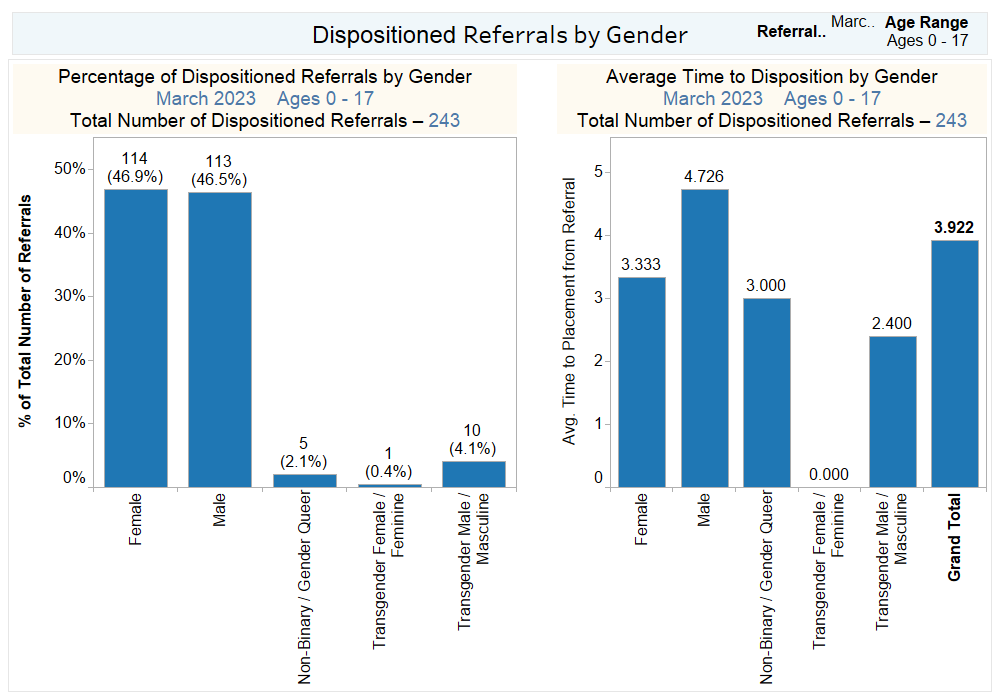 Dispositioned Referrals by Gender
Referral..
Marc..
Age Range
Ages 0 - 17
Percentage of Dispositioned Referrals by Gender
March 2023 Ages 0 - 17
Total Number of Dispositioned Referrals – 243
% of Total Number of Referrals
50%
40%
30%
20%
10%
0%
114
(46.9%)
113
(46.5%)
5
(2.1%)
1
(0.4%)
10
(4.1%)
Female
Male
Non-Binary / Gender Queer
Transgender Female /
Feminine
Transgender Male /
Masculine
Average Time to Disposition by Gender
March 2023 Ages 0 - 17
Total Number of Dispositioned Referrals – 243
Avg. Time to Placement from Referral
5
4
3
2
1
0
3.333
4.726
3.000
0.000
2.400
3.922
Female
Male
Non-Binary / Gender Queer
Transgender Female /
Feminine
Transgender Male /
Masculine
Grand Total